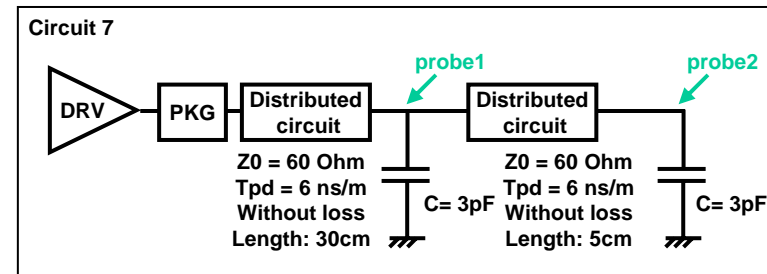 Circuit 7
probe1
probe2
DRV
PKG
Distributed
circuit
Distributed
circuit
Z0 = 60 Ohm
Tpd = 6 ns/m
Without loss
Length: 30cm
C= 3pF
Z0 = 60 Ohm
Tpd = 6 ns/m
Without loss
Length: 5cm
C= 3pF